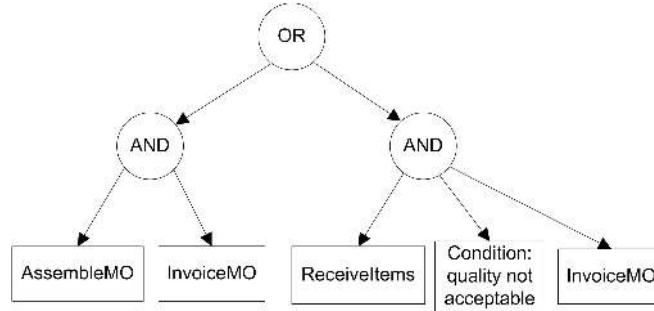 OR
AND
AND
AssembleMO
InvoiceMO
ReceiveItems
Condition:
quality not
acceptable
InvoiceMO